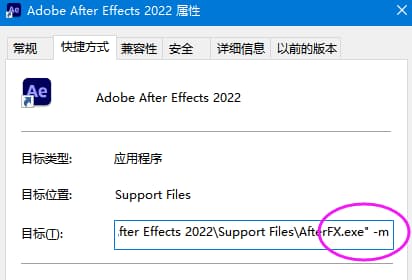 Ae Adobe After Effects 2022 属性
常规 快捷方式 兼容性 安全 详细信息 以前的版本
Ae Adobe After Effects 2022
目标类型: 应用程序
目标位置: Support Files
目标(T): fter Effects 2022\Support Files\AfterFX.exe" -m